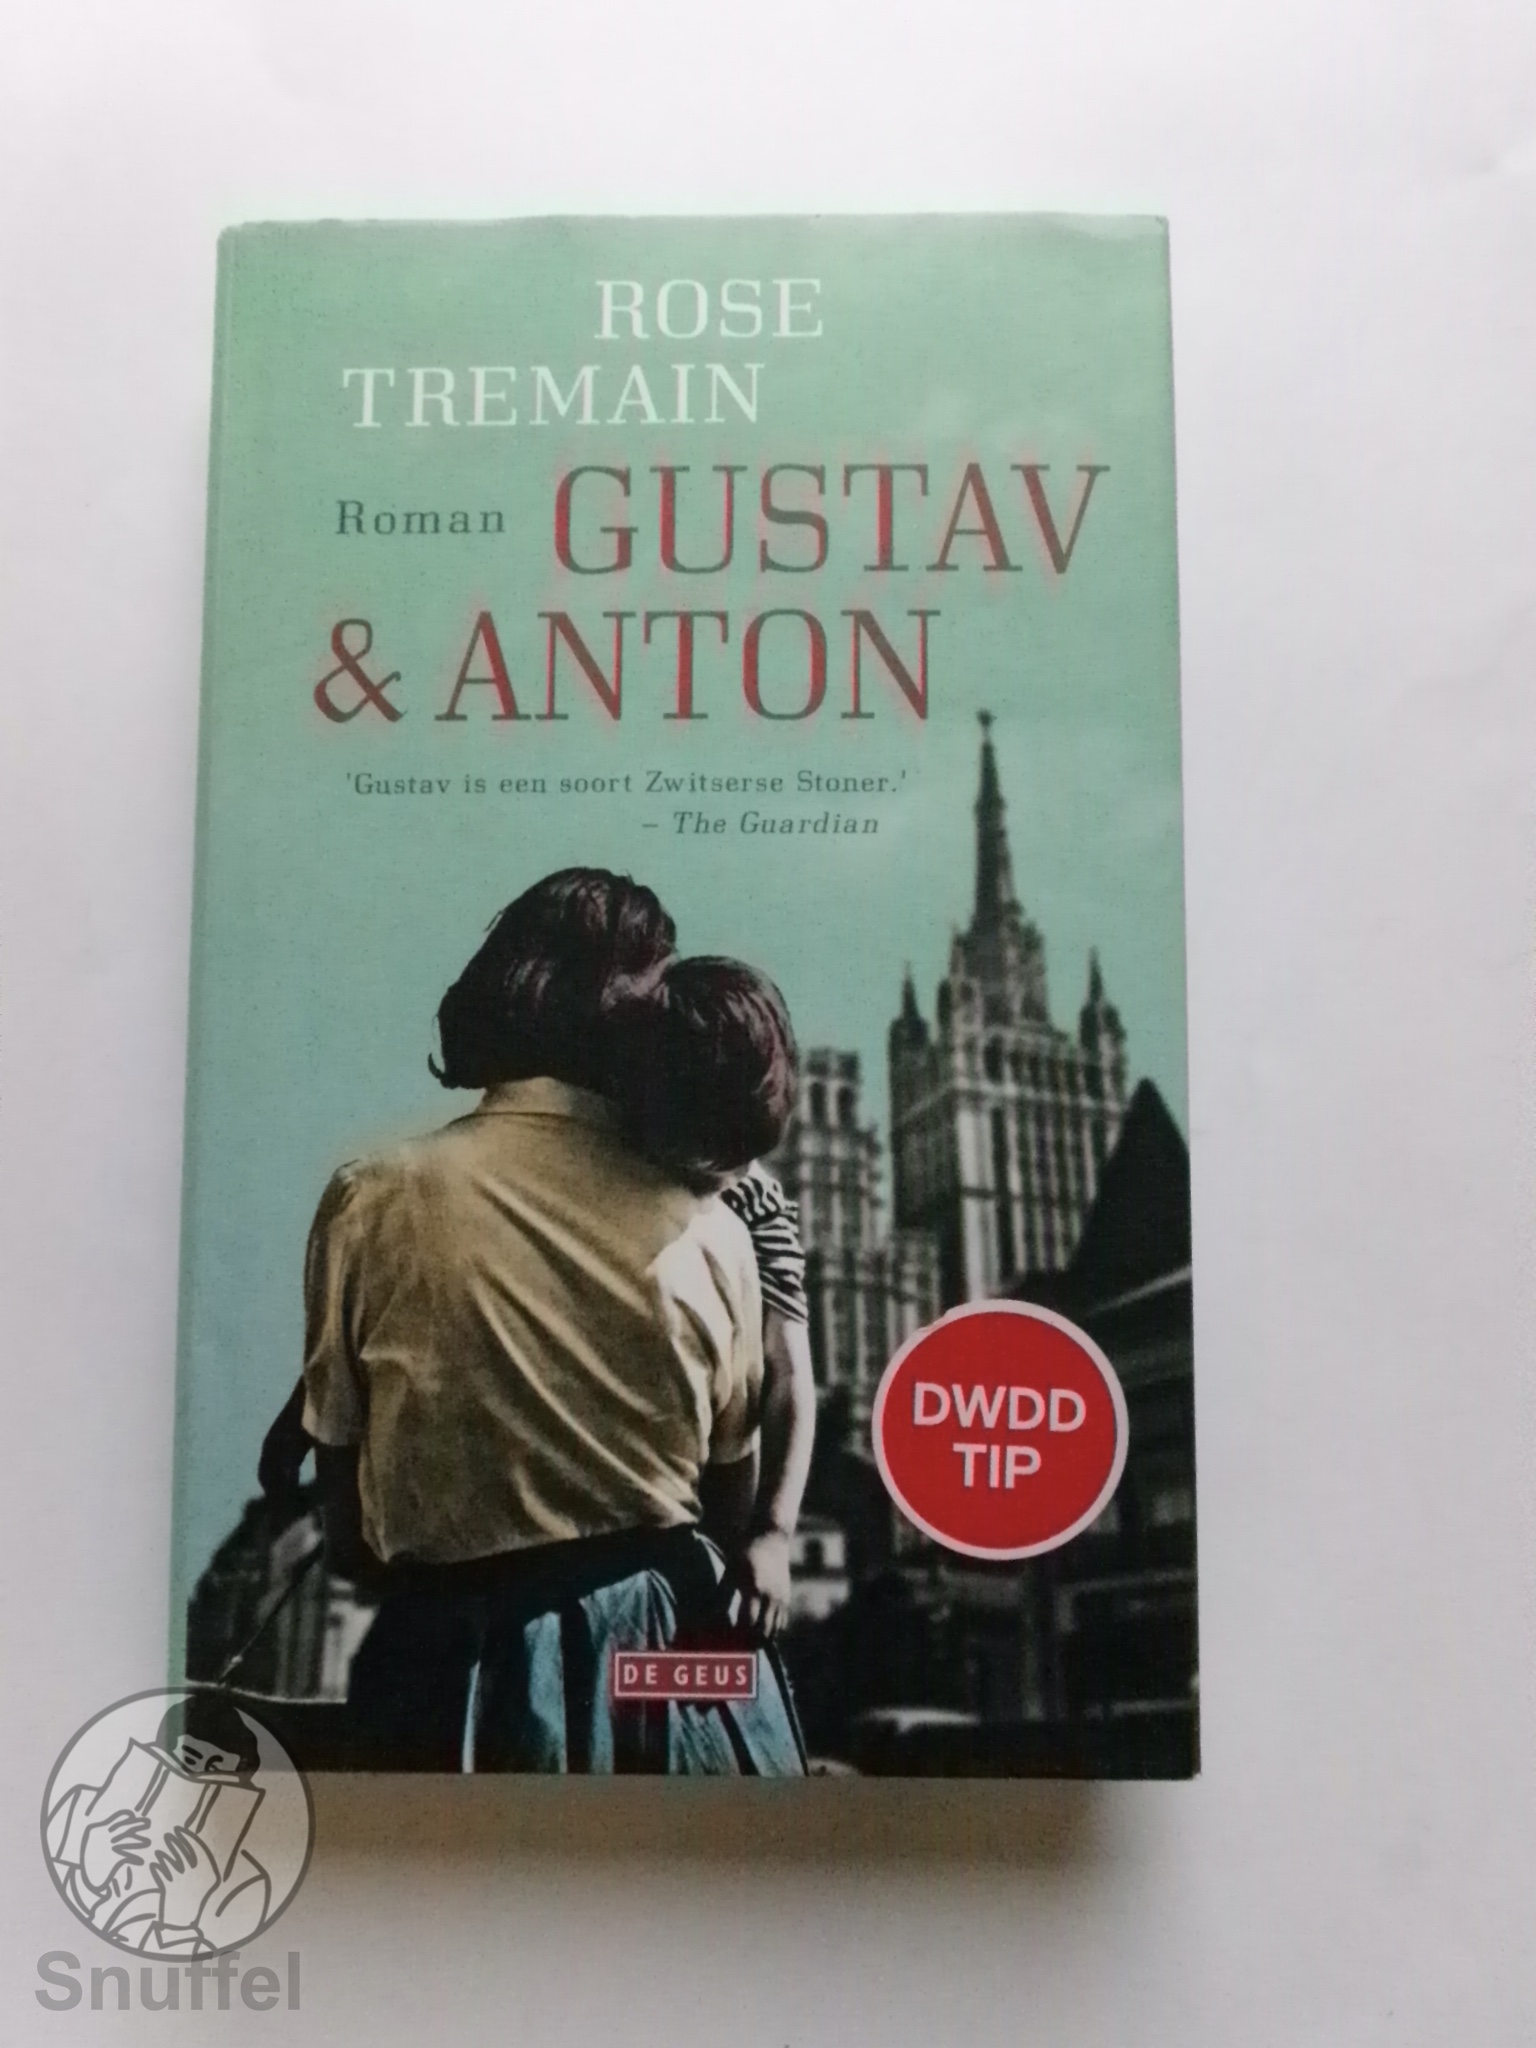 ROSE
TREMAIN
Roman GUSTAV
& ANTON
'Gustav is een soort Zwitserse Stoner.'
– The Guardian
DWDD
TIP
DE GEUS
Snuffel